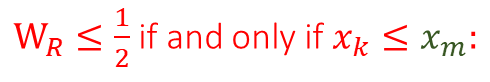 W_R ≤ 1/2 if and only if x_k ≤ x_m: